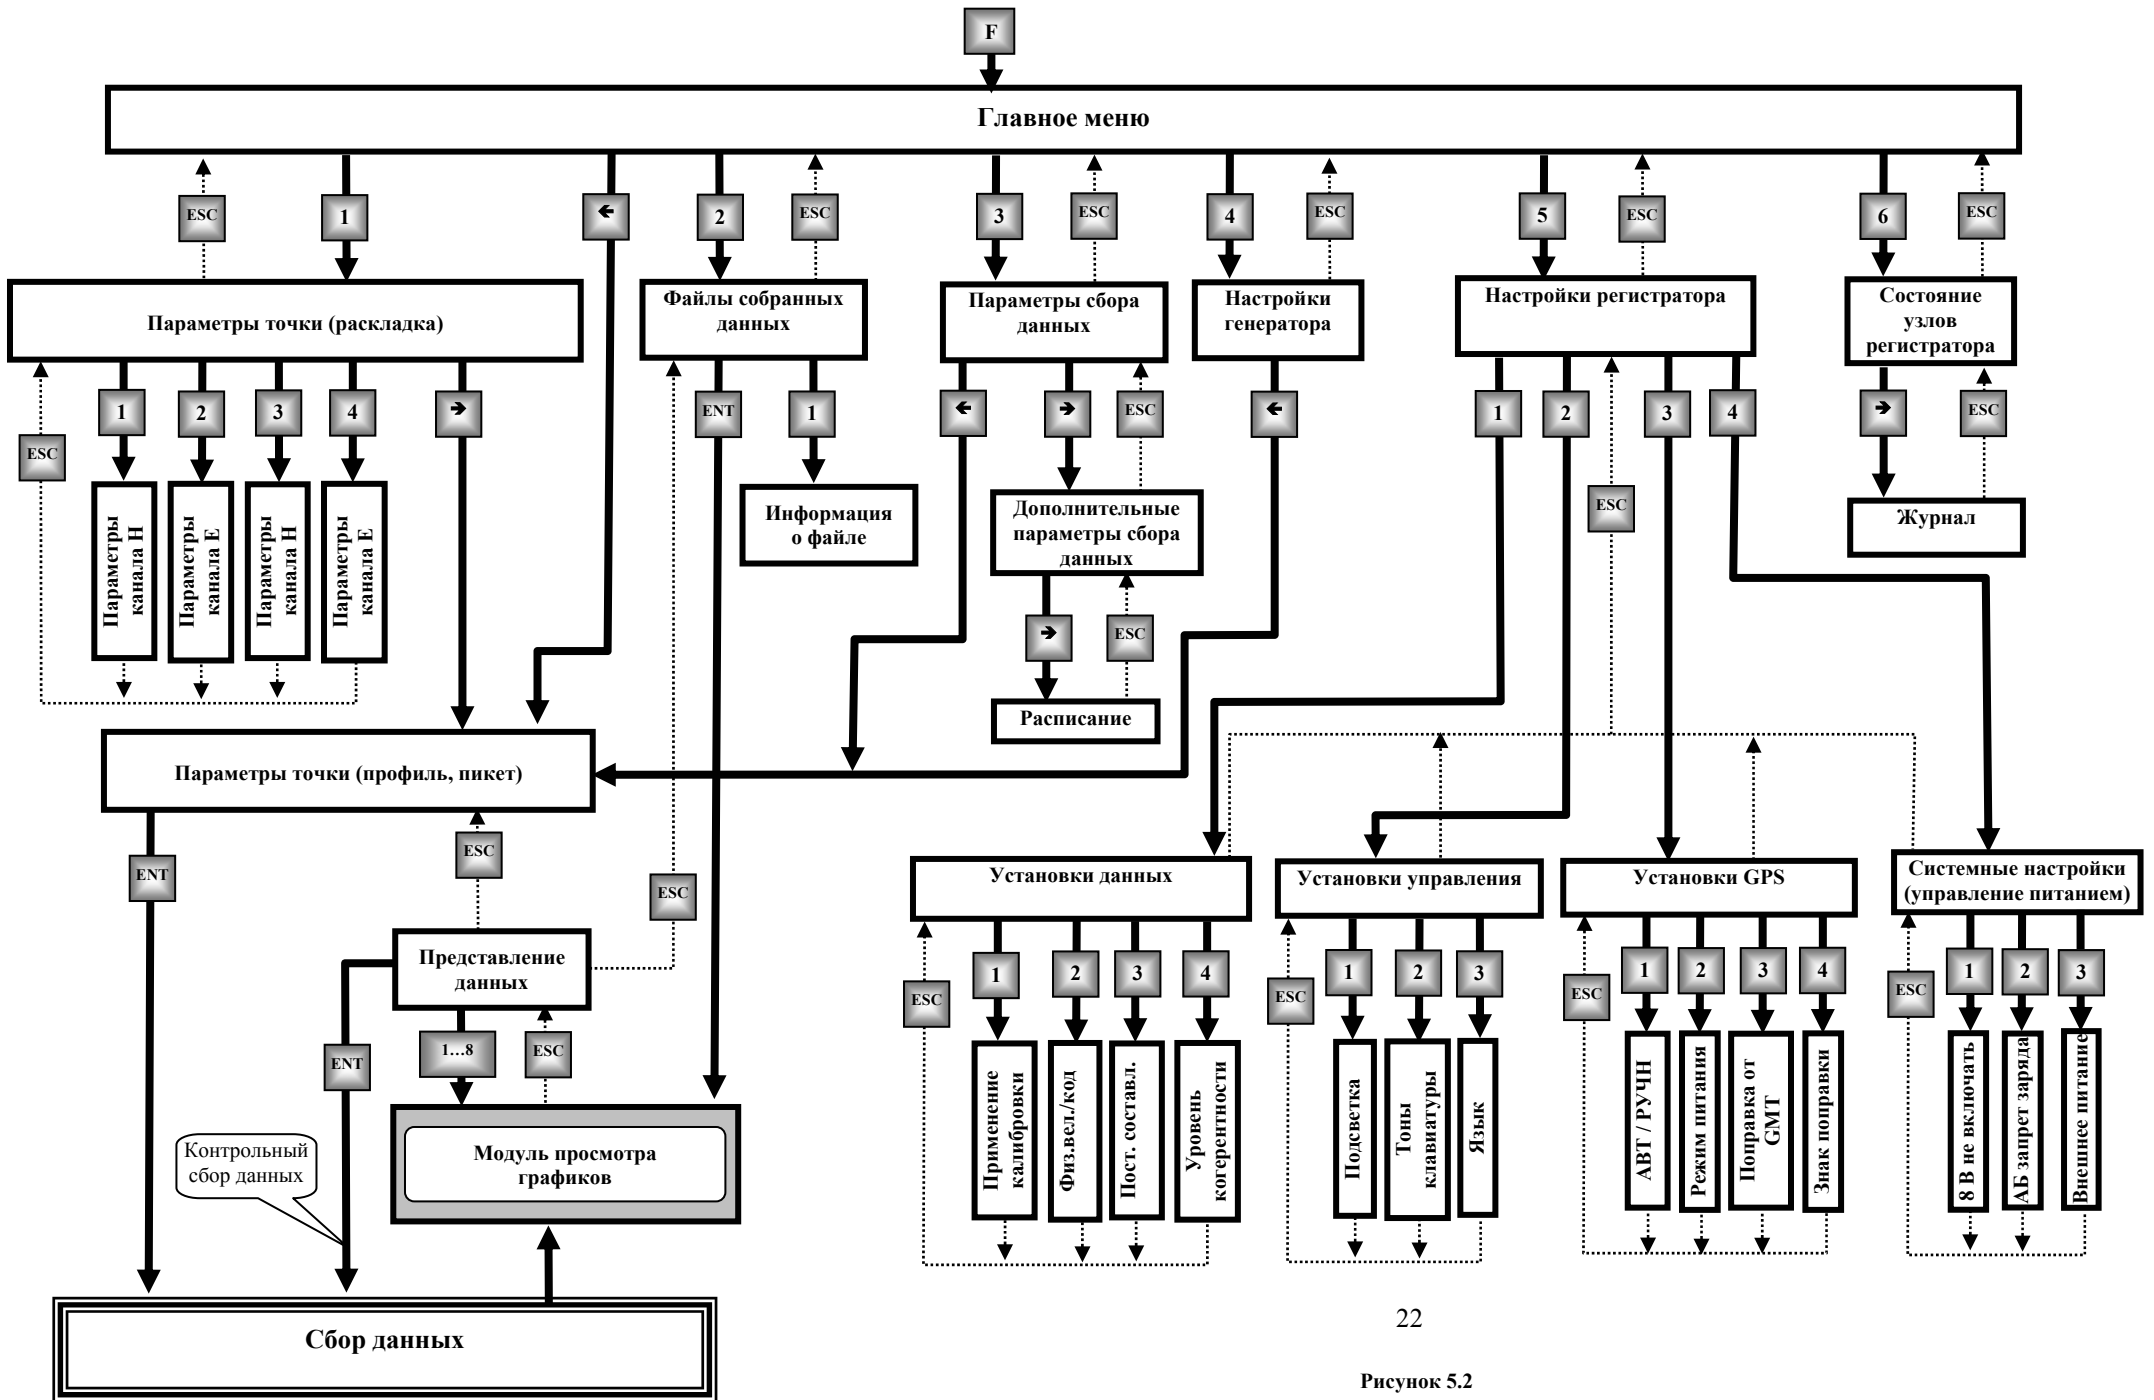 F
Главное меню
ESC
1
🡸
2
ESC
3
ESC
4
ESC
5
ESC
6
ESC
Параметры точки (раскладка)
Файлы собранных
данных
Параметры сбора
данных
Настройки
генератора
Настройки регистратора
Состояние
узлов
регистратора
ESC
1
2
3
4
🡺
ENT
1
🡸
🡺
ESC
🡸
1
2
3
4
🡺
ESC
Параметры
канала H
Параметры
канала E
Параметры
канала H
Параметры
канала E
Информация
о файле
Дополнительные
параметры сбора
данных
ESC
Журнал
🡺
ESC
Расписание
Параметры точки (профиль, пикет)
ENT
ESC
ESC
Установки данных
Установки управления
Установки GPS
Системные настройки
(управление питанием)
Представление
данных
ESC
1
2
3
4
ESC
1
2
3
ESC
1
2
3
4
ESC
1
2
3
ENT
1…8
ESC
Применение
калибровки
Физ.вел./код
Пост. составл.
Уровень
когерентности
Подсветка
Тоны
клавиатуры
Язык
АВТ / РУЧН
Режим питания
Поправка от
GMT
Знак поправки
8 В не включать
АБ запрет заряда
Внешнее питание
Контрольный
сбор данных
Модуль просмотра
графиков
Сбор данных
22
Рисунок 5.2